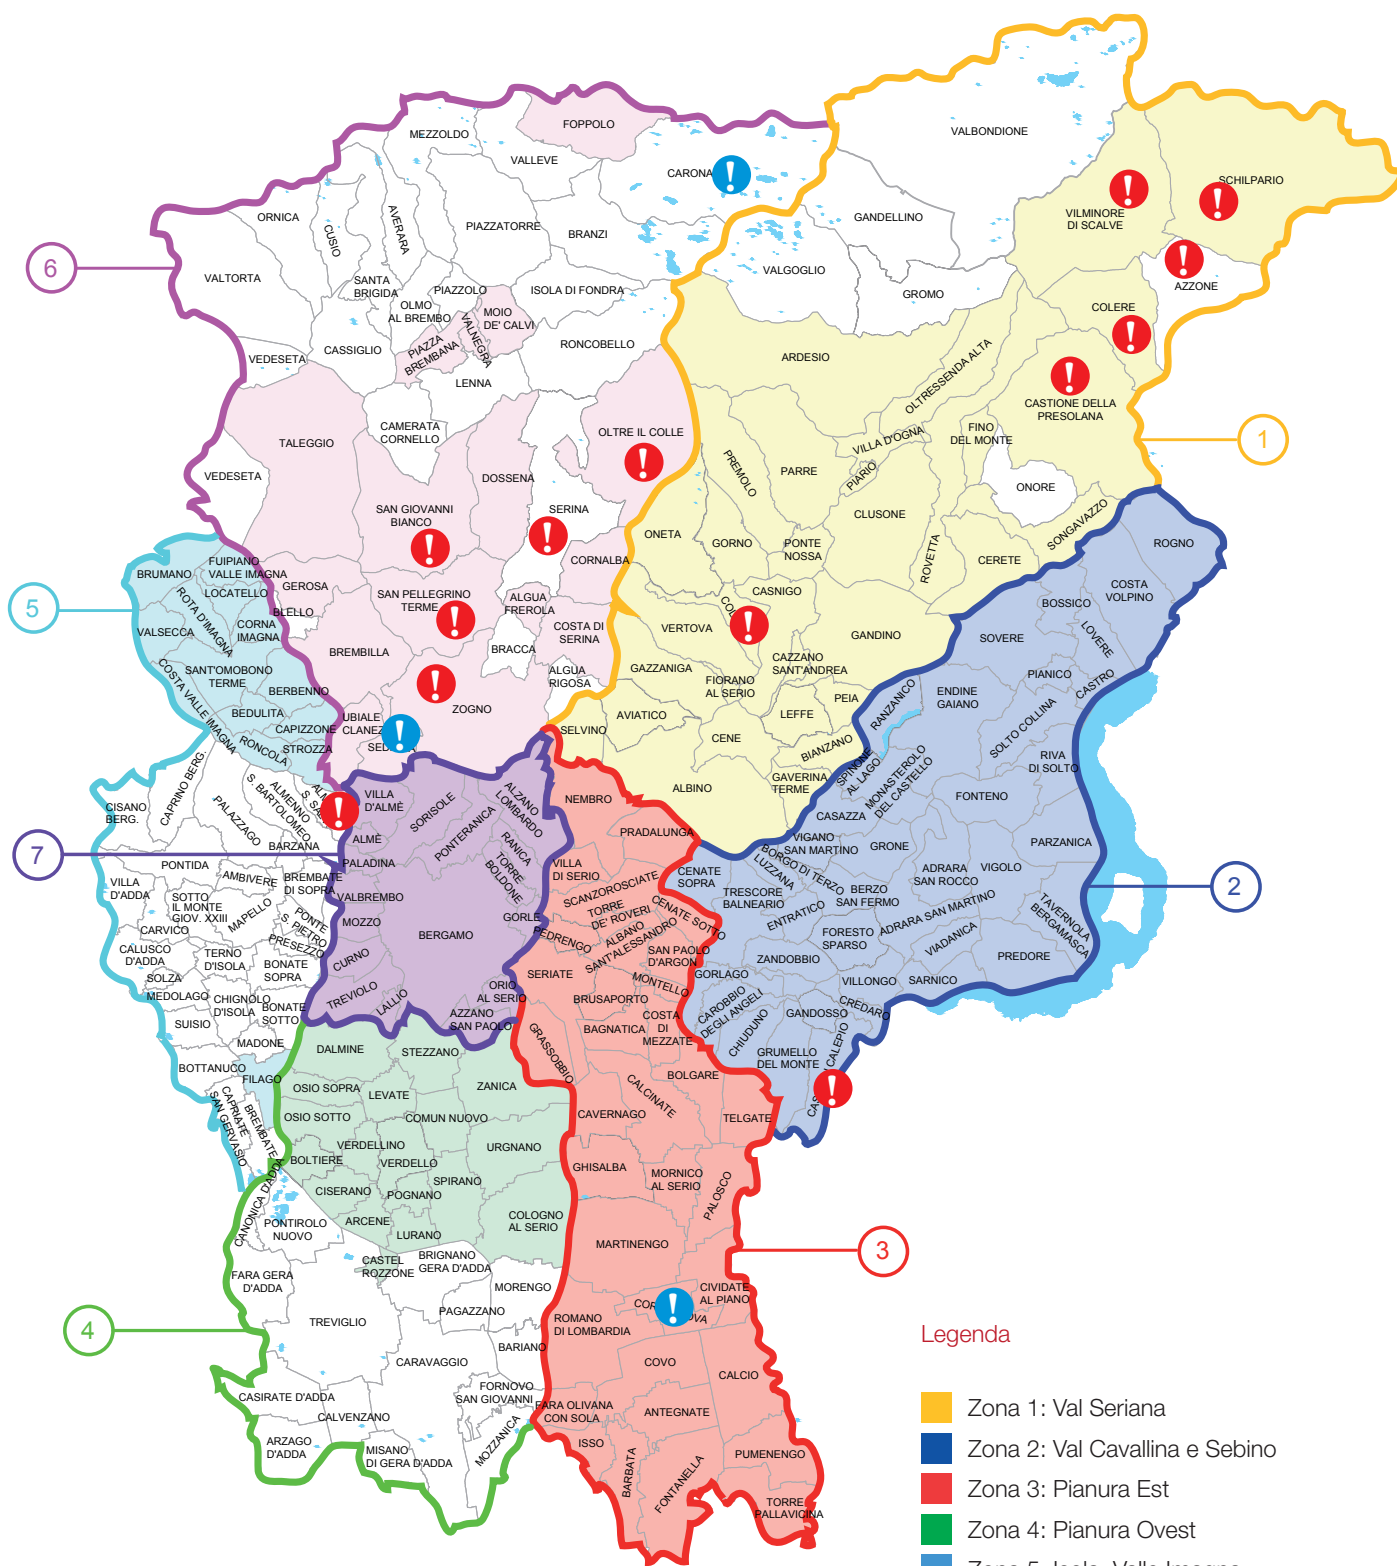 VALBONDIONE
FOPPOLO
MEZZOLDO
VALLEVE
CARONA
SCHILPARIO
VILMINORE
DI SCALVE
GANDELLINO
ORNICA
CUSIO
AVERARA
PIAZZATORRE
BRANZI
6
VALTORTA
SANTA
BRIGIDA
PIAZZOLO
ISOLA DI FONDRA
VALGOGLIO
GROMO
AZZONE
OLMO
AL BREMBO
MOIO
DE' CALVI
VALNEGRA
COLERE
VEDESETA
CASSIGLIO
PIAZZA
BREMBANA
RONCOBELLO
ARDESIO
LENNA
OLTRESSENDA ALTA
CASTIONE DELLA
PRESOLANA
TALEGGIO
CAMERATA
CORNELLO
OLTRE IL COLLE
VILLA D'OGNA
FINO
DEL MONTE
1
VEDESETA
DOSSENA
PREMOLO
PARRE
PIARIO
ONORE
SAN GIOVANNI
BIANCO
SERINA
CLUSONE
SONGAVAZZO
ONETA
GORNO
PONTE
NOSSA
ROVETTA
CERETE
ROGNO
BRUMANO
FUIPIANO
VALLE IMAGNA
GEROSA
CORNALBA
COSTA
VOLPINO
5
ROTA D'IMAGNA
LOCATELLO
BLELLO
SAN PELLEGRINO
TERME
ALGUA
FREROLA
CASNIGO
BOSSICO
VALSECCA
CORNA
IMAGNA
COSTA DI
SERINA
VERTOVA
GANDINO
SOVERE
LOVERE
BREMBILLA
BRACCA
CAZZANO
SANT'ANDREA
SANT'OMOBONO
TERME
ALGUA
RIGOSA
GAZZANIGA
FIORANO
AL SERIO
PIANICO
CASTRO
COSTA VALLE IMAGNA
BERBENNO
ZOGNO
PEIA
RANZANICO
ENDINE
GAIANO
BEDULITA
CAPIZZONE
UBIALE
AVIATICO
LEFFE
SOLTO COLLINA
RONCOLA
STROZZA
SELVINO
CENE
BIANZANO
RIVA
DI SOLTO
SPINONE
AL LAGO
CAPRINO BERG.
GAVERINA
TERME
MONASTEROLO
DEL CASTELLO
VILLA
D'ALMÈ
ALZANO
LOMBARDO
NEMBRO
ALBINO
FONTENO
CISANO
BERG.
PALAZZAGO
ALMENNO
S. BARTOLOMEO
SORISOLE
PONTERANICA
PRADALUNGA
CASAZZA
ALMÈ
RANICA
VIGANO
SAN MARTINO
GRONE
PARZANICA
BARZANA
7
PONTIDA
PALADINA
TORRE
BOLDONE
VILLA
DI SERIO
CENATE
SOPRA
LUZZANA
BORGO DI TERZO
ADRARA
SAN ROCCO
VIGOLO
2
VILLA
D'ADDA
AMBIVERE
BREMBATE
DI SOPRA
VALBREMBO
SCANZOROSCIATE
TRESCORE
BALNEARIO
BERZO
SAN FERMO
SOTTO
IL MONTE
GIOV. XXIII
MAPELLO
PONTE
S. PIETRO
MOZZO
GORLE
TORRE
DE' ROVERI
CENATE SOTTO
ENTRATICO
ADRARA SAN MARTINO
TAVERNOLA
BERGAMASCA
CARVICO
PRESEZZO
BERGAMO
PEDRENGO
ALBANO
SANT'ALESSANDRO
FORESTO
SPARSO
VIADANICA
CALUSCO
D'ADDA
TERNO
D'ISOLA
CURNO
SAN PAOLO
D'ARGON
ZANDOBBIO
PREDORE
SOLZA
BONATE
SOPRA
SERIATE
GORLAGO
SARNICO
MEDOLAGO
CHIGNOLO
D'ISOLA
TREVIOLO
LALLIO
ORIO
AL SERIO
MONTELLO
VILLONGO
SUISIO
BONATE
SOTTO
AZZANO
SAN PAOLO
BRUSAPORTO
CAROBBIO
DEGLI ANGELI
CREDARO
BAGNATICA
COSTA
DI
MEZZATE
CHIUDUNO
GANDOSSO
MADONE
DALMINE
STEZZANO
GRASSOBBIO
GRUMELLO
DEL MONTE
BOTTANUCO
FILAGO
OSIO SOPRA
LEVATE
ZANICA
CALCINATE
BOLGARE
CALEPIO
CAPRIATE
SAN GERVASIO
BREMBATE
OSIO SOTTO
COMUN NUOVO
CAVERNAGO
TELGATE
VERDELLINO
URGNANO
BOLTIERE
VERDELLO
GHISALBA
MORNICO
AL SERIO
CANONICA D'ADDA
CISERANO
POGNANO
SPIRANO
PALOSCO
PONTIROLO
NUOVO
ARCENE
LURANO
COLOGNO
AL SERIO
MARTINENGO
3
CASTEL
ROZZONE
BRIGNANO
GERA D'ADDA
FARA GERA
D'ADDA
MORENGO
CIVIDATE
AL PIANO
TREVIGLIO
PAGAZZANO
ROMANO
DI LOMBARDIA
4
BARIANO
CARAVAGGIO
COVO
CALCIO
CASIRATE D'ADDA
FORNOVO
SAN GIOVANNI
FARA OLIVANA
CON SOLA
ANTEGNATE
CALVENZANO
ARZAGO
D'ADDA
MISANO
DI GERA D'ADDA
MOZZANICA
ISSO
BARBATA
FONTANELLA
PUMENENGO
TORRE
PALLAVICINA
Legenda
Zona 1: Val Seriana
Zona 2: Val Cavallina e Sebino
Zona 3: Pianura Est
Zona 4: Pianura Ovest